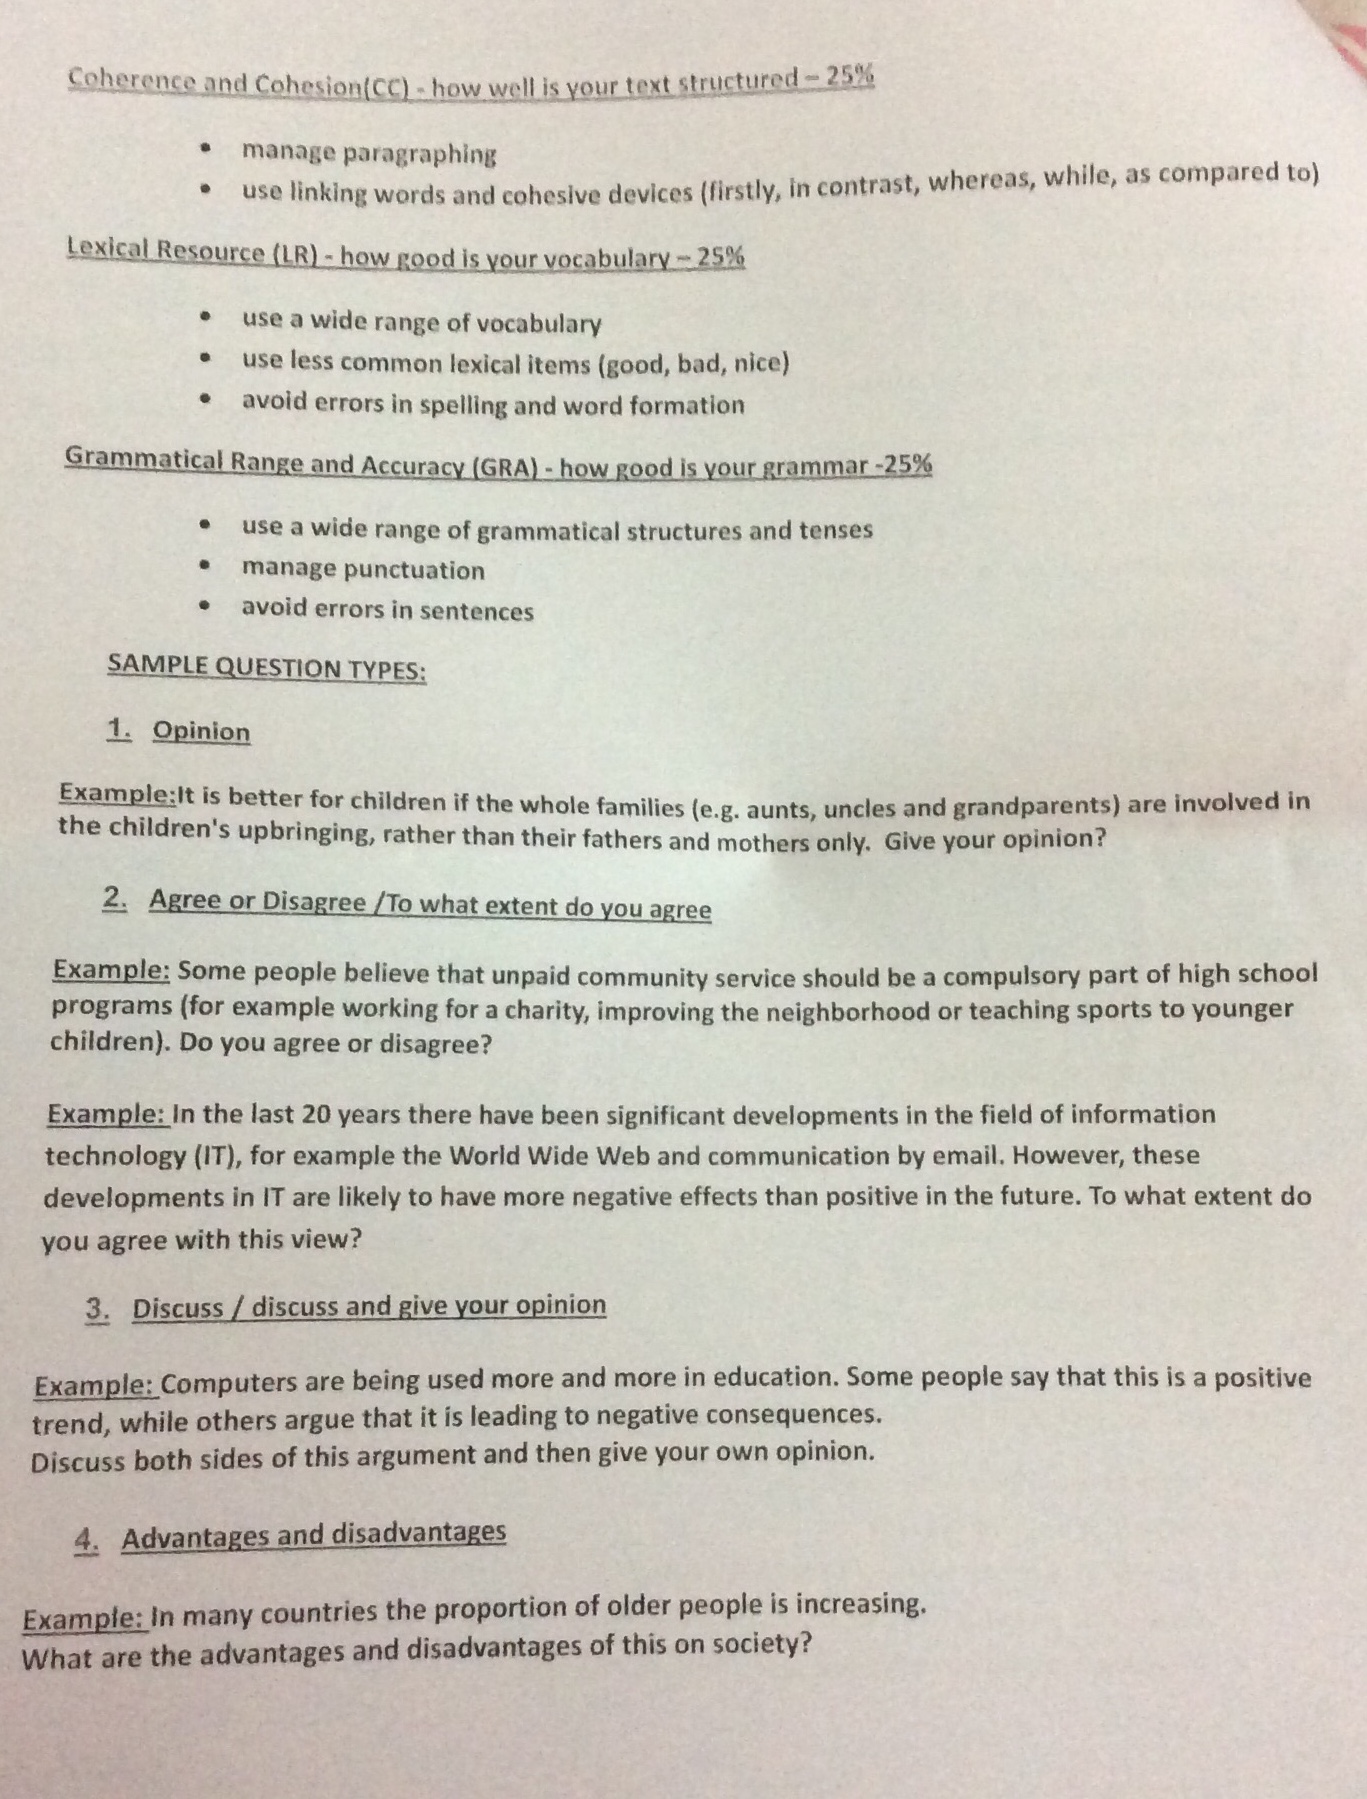 Coherence and Cohesion(CC) - how well is your text structured – 25%
• manage paragraphing
• use linking words and cohesive devices (firstly, in contrast, whereas, while, as compared to)
Lexical Resource (LR) - how good is your vocabulary – 25%
• use a wide range of vocabulary
• use less common lexical items (good, bad, nice)
• avoid errors in spelling and word formation
Grammatical Range and Accuracy (GRA) - how good is your grammar -25%
• use a wide range of grammatical structures and tenses
• manage punctuation
• avoid errors in sentences
SAMPLE QUESTION TYPES:
1. Opinion
Example:It is better for children if the whole families (e.g. aunts, uncles and grandparents) are involved in
the children's upbringing, rather than their fathers and mothers only. Give your opinion?
2. Agree or Disagree /To what extent do you agree
Example: Some people believe that unpaid community service should be a compulsory part of high school
programs (for example working for a charity, improving the neighborhood or teaching sports to younger
children). Do you agree or disagree?
Example: In the last 20 years there have been significant developments in the field of information
technology (IT), for example the World Wide Web and communication by email. However, these
developments in IT are likely to have more negative effects than positive in the future. To what extent do
you agree with this view?
3. Discuss / discuss and give your opinion
Example: Computers are being used more and more in education. Some people say that this is a positive
trend, while others argue that it is leading to negative consequences.
Discuss both sides of this argument and then give your own opinion.
4. Advantages and disadvantages
Example: In many countries the proportion of older people is increasing.
What are the advantages and disadvantages of this on society?